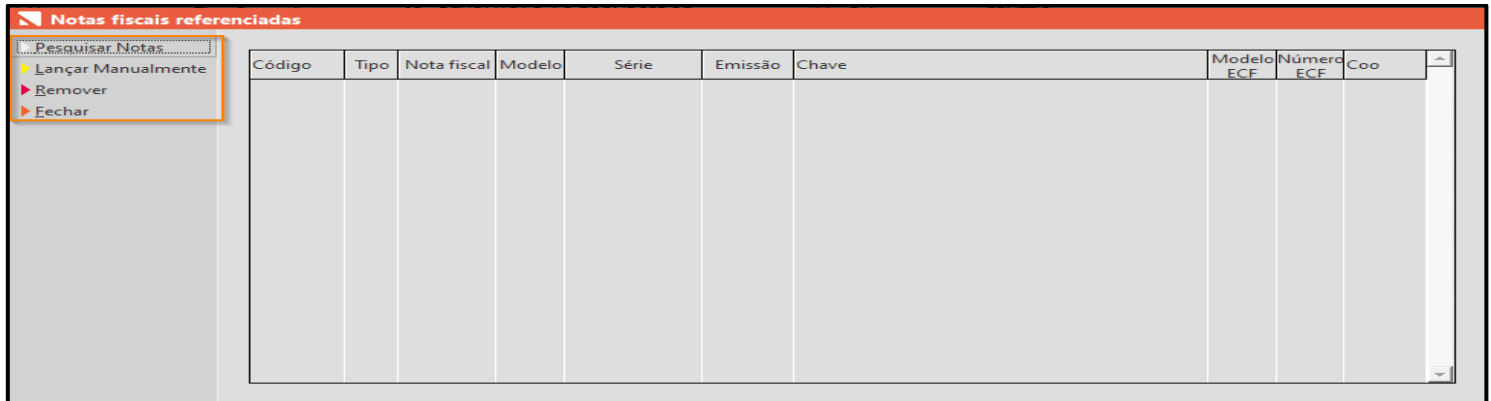 Notas fiscais referenciadas
Pesquisar Notas
Lançar Manualmente
Remover
Fechar
Código Tipo Nota fiscal Modelo Série Emissão Chave Modelo ECF Número ECF Coo